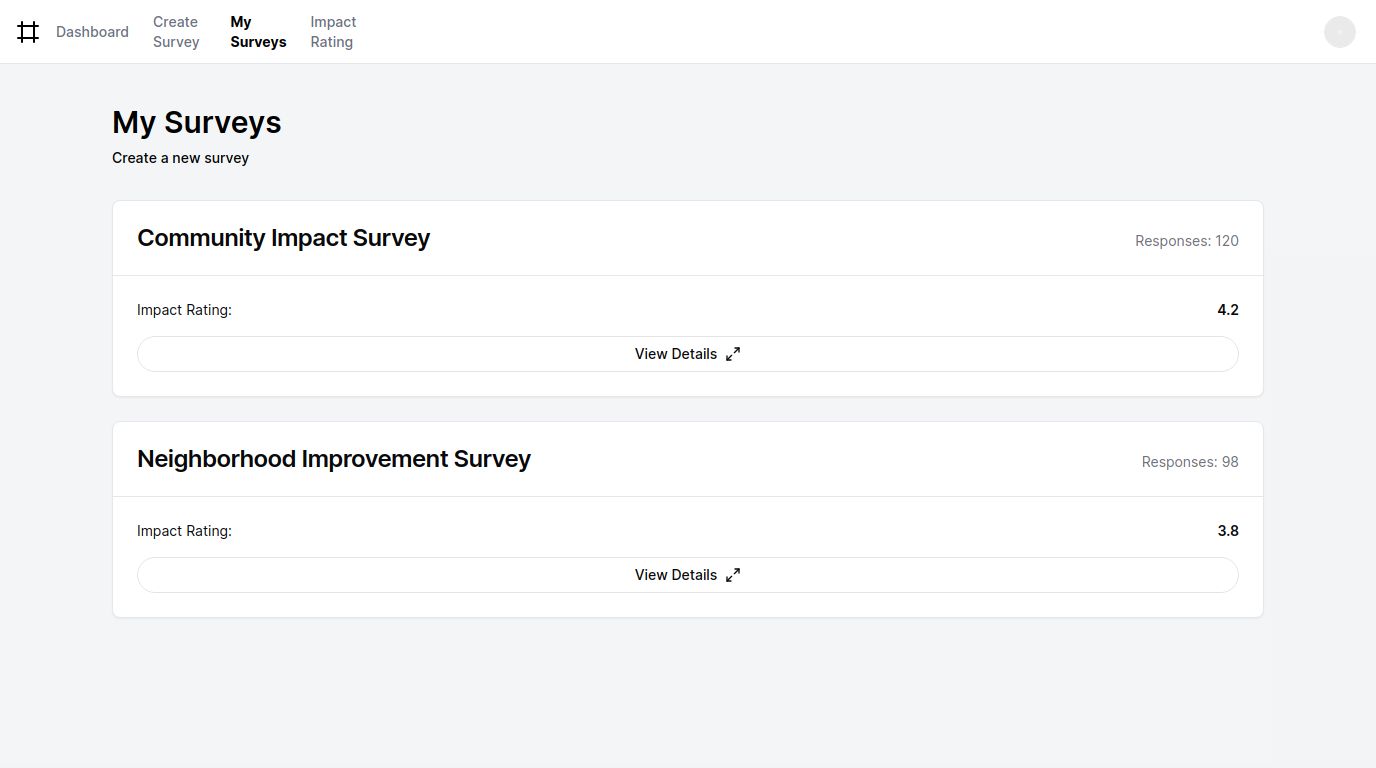 Dashboard
Create
Survey
My
Surveys
Impact
Rating
My Surveys
Create a new survey
Community Impact Survey
Responses: 120
Impact Rating:
4.2
View Details
Neighborhood Improvement Survey
Responses: 98
Impact Rating:
3.8
View Details